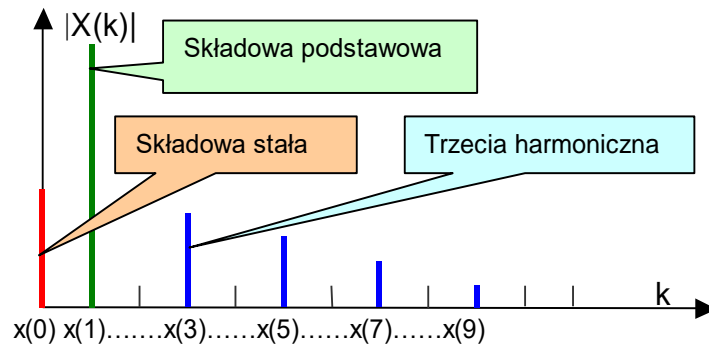 |X(k)|
Składowa podstawowa
Składowa stała
Trzecia harmoniczna
k
x(0) x(1).......x(3)......x(5)......x(7)......x(9)